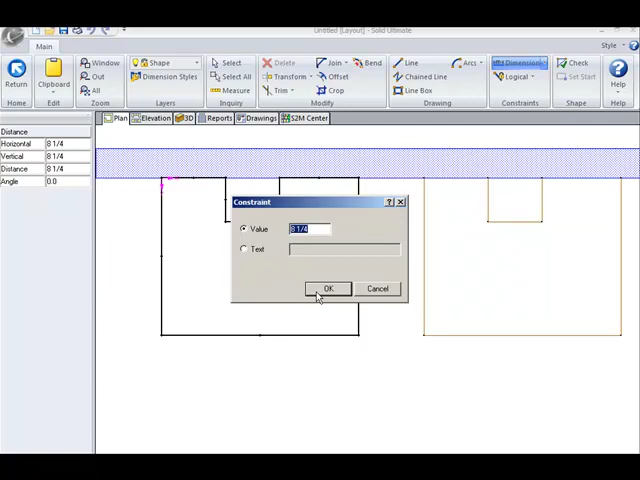 Untitled [Layout] - Solid Ultimate
Main
Style
Return
Home
Clipboard
Edit
Window
Out
All
Zoom
Shape
Dimension Styles
Layers
Select
Select All
Measure
Inquiry
Delete
Transform
Trim
Join
Offset
Crop
Bend
Modify
Line
Chained Line
Line Box
Arcs
Drawing
Dimension
Logical
Constraints
Check
Set Start
Shape
Help
Help
Plan
Elevation
3D
Reports
Drawings
S2M Center
Distance
Horizontal 8 1/4
Vertical 8 1/4
Distance 8 1/4
Angle 0.0
Constraint
?
Value 8 1/4
Text
OK
Cancel